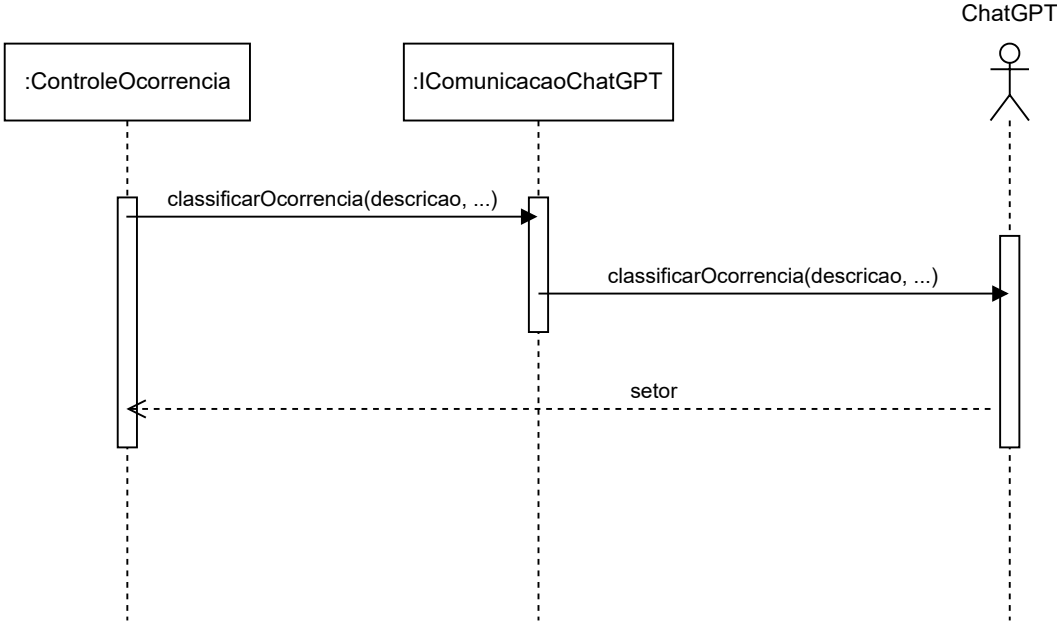 ChatGPT
:ControleOcorrencia
:IComunicacaoChatGPT
classificarOcorrencia(descricao, ...)
classificarOcorrencia(descricao, ...)
setor